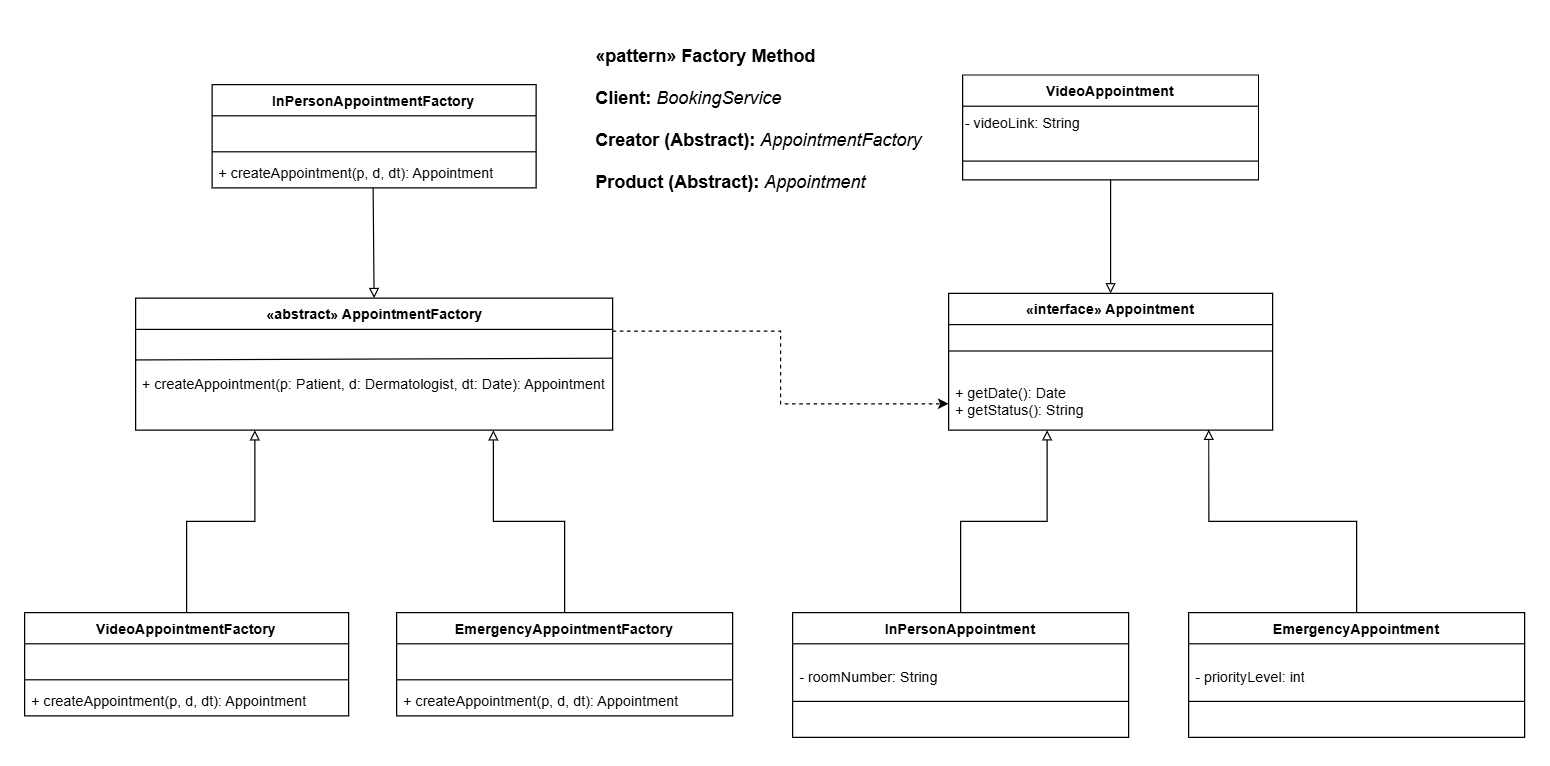 «pattern» Factory Method
Client: BookingService
Creator (Abstract): AppointmentFactory
Product (Abstract): Appointment
InPersonAppointmentFactory
+ createAppointment(p, d, dt): Appointment
VideoAppointment
- videoLink: String
«abstract» AppointmentFactory
+ createAppointment(p: Patient, d: Dermatologist, dt: Date): Appointment
«interface» Appointment
+ getDate(): Date
+ getStatus(): String
VideoAppointmentFactory
+ createAppointment(p, d, dt): Appointment
EmergencyAppointmentFactory
+ createAppointment(p, d, dt): Appointment
InPersonAppointment
- roomNumber: String
EmergencyAppointment
- priorityLevel: int